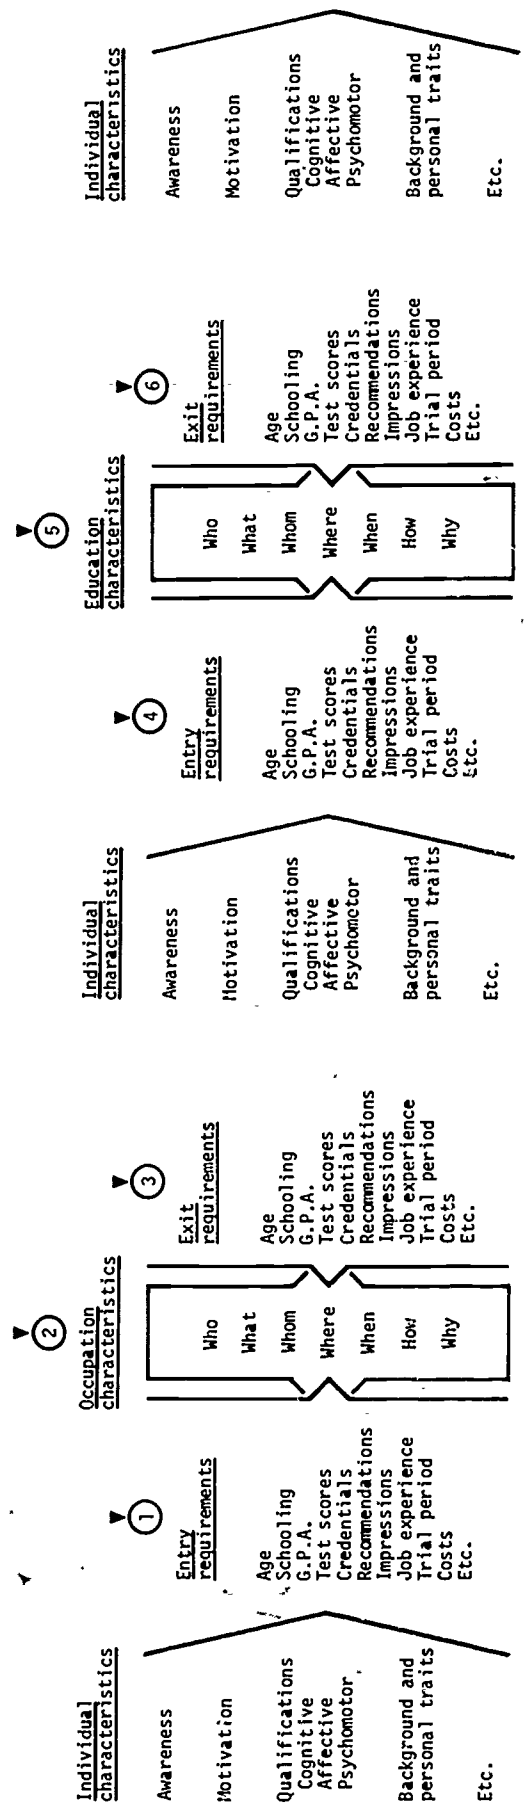 Individual
characteristics
Awareness
Motivation
Qualifications
Cognitive
Affective
Psychomotor
Background and
personal traits
Etc.
1
Entry
requirements
Age
Schooling
G.P.A.
Test scores
Credentials
Recommendations
Impressions
Job experience
Trial period
Costs
Etc.
2
Occupation
characteristics
Who
What
Whom
Where
When
How
Why
3
Exit
requirements
Age
Schooling
G.P.A.
Test scores
Credentials
Recommendations
Impressions
Job experience
Trial period
Costs
Etc.
Individual
characteristics
Awareness
Motivation
Qualifications
Cognitive
Affective
Psychomotor
Background and
personal traits
Etc.
4
Entry
requirements
Age
Schooling
G.P.A.
Test scores
Credentials
Recommendations
Impressions
Job experience
Trial period
Costs
Etc.
5
Education
characteristics
Who
What
Whom
Where
When
How
Why
6
Exit
requirements
Age
Schooling
G.P.A.
Test scores
Credentials
Recommendations
Impressions
Job experience
Trial period
Costs
Etc.
Individual
characteristics
Awareness
Motivation
Qualifications
Cognitive
Affective
Psychomotor
Background and
personal traits
Etc.